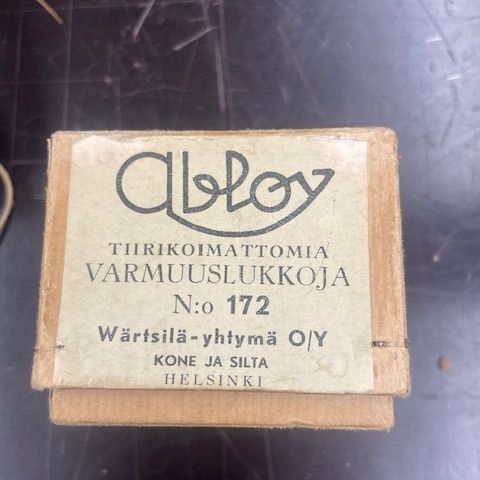 Abloy
TIIRIKOIMATTOMIA
VARMUUSLUKKOJA
N:o 172
Wärtsilä-yhtymä O/Y
KONE JA SILTA
HELSINKI